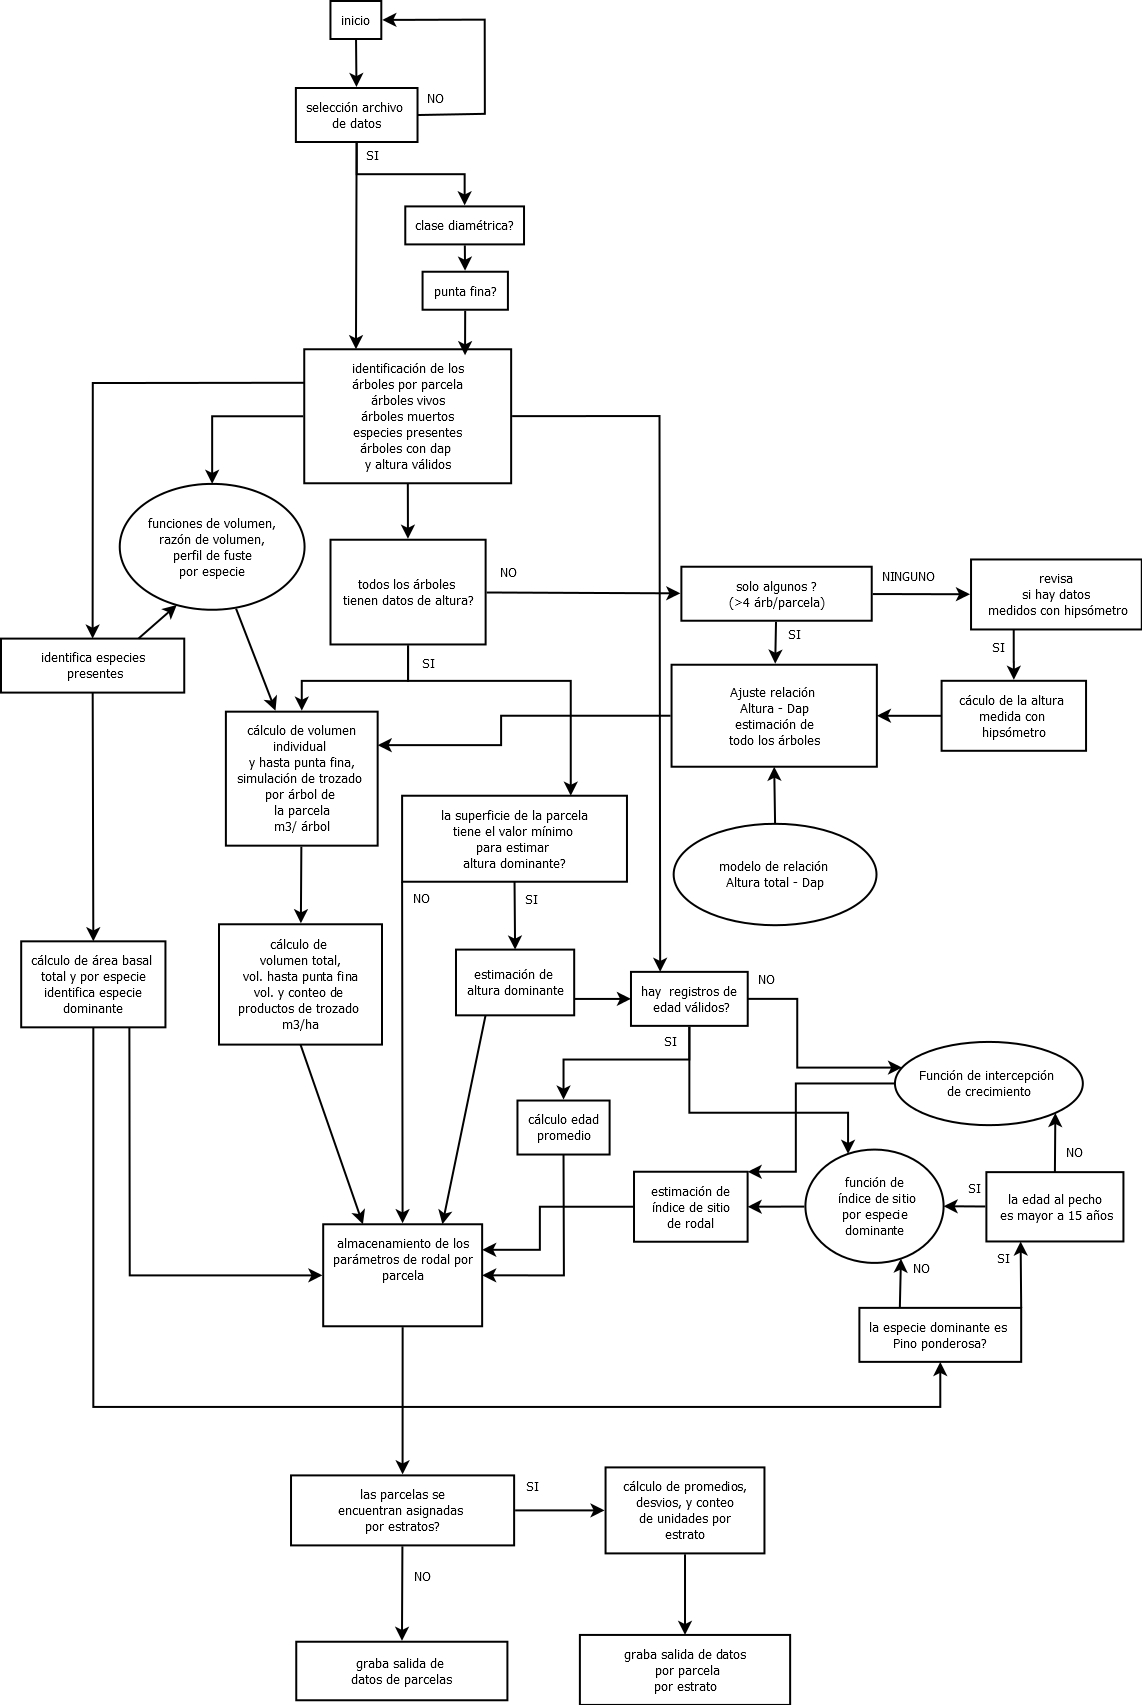 inicio
NO
selección archivo
de datos
SI
clase diamétrica?
punta fina?
identificación de los
árboles por parcela
árboles vivos
árboles muertos
especies presentes
árboles con dap
y altura válidos
funciones de volumen,
razón de volumen,
perfil de fuste
por especie
todos los árboles
tienen datos de altura?
NO
solo algunos ?
(>4 árb/parcela)
NINGUNO
revisa
si hay datos
medidos con hipsómetro
SI
SI
SI
identifica especies
presentes
cálculo de volumen
individual
y hasta punta fina,
simulación de trozado
por árbol de
la parcela
m3/ árbol
Ajuste relación
Altura - Dap
estimación de
todo los árboles
cáculo de la altura
medida con
hipsómetro
la superficie de la parcela
tiene el valor mínimo
para estimar
altura dominante?
modelo de relación
Altura total - Dap
NO
SI
cálculo de área basal
total y por especie
identifica especie
dominante
cálculo de
volumen total,
vol. hasta punta fina
vol. y conteo de
productos de trozado
m3/ha
estimación de
altura dominante
hay  registros de
edad válidos?
NO
SI
Función de intercepción
de crecimiento
cálculo edad
promedio
NO
estimación de
índice de sitio
de rodal
función de
índice de sitio
por especie
dominante
SI
la edad al pecho
es mayor a 15 años
almacenamiento de los
parámetros de rodal por
parcela
NO
SI
la especie dominante es
Pino ponderosa?
las parcelas se
encuentran asignadas
por estratos?
SI
cálculo de promedios,
desvios, y conteo
de unidades por
estrato
NO
graba salida de
datos de parcelas
graba salida de datos
por parcela
por estrato